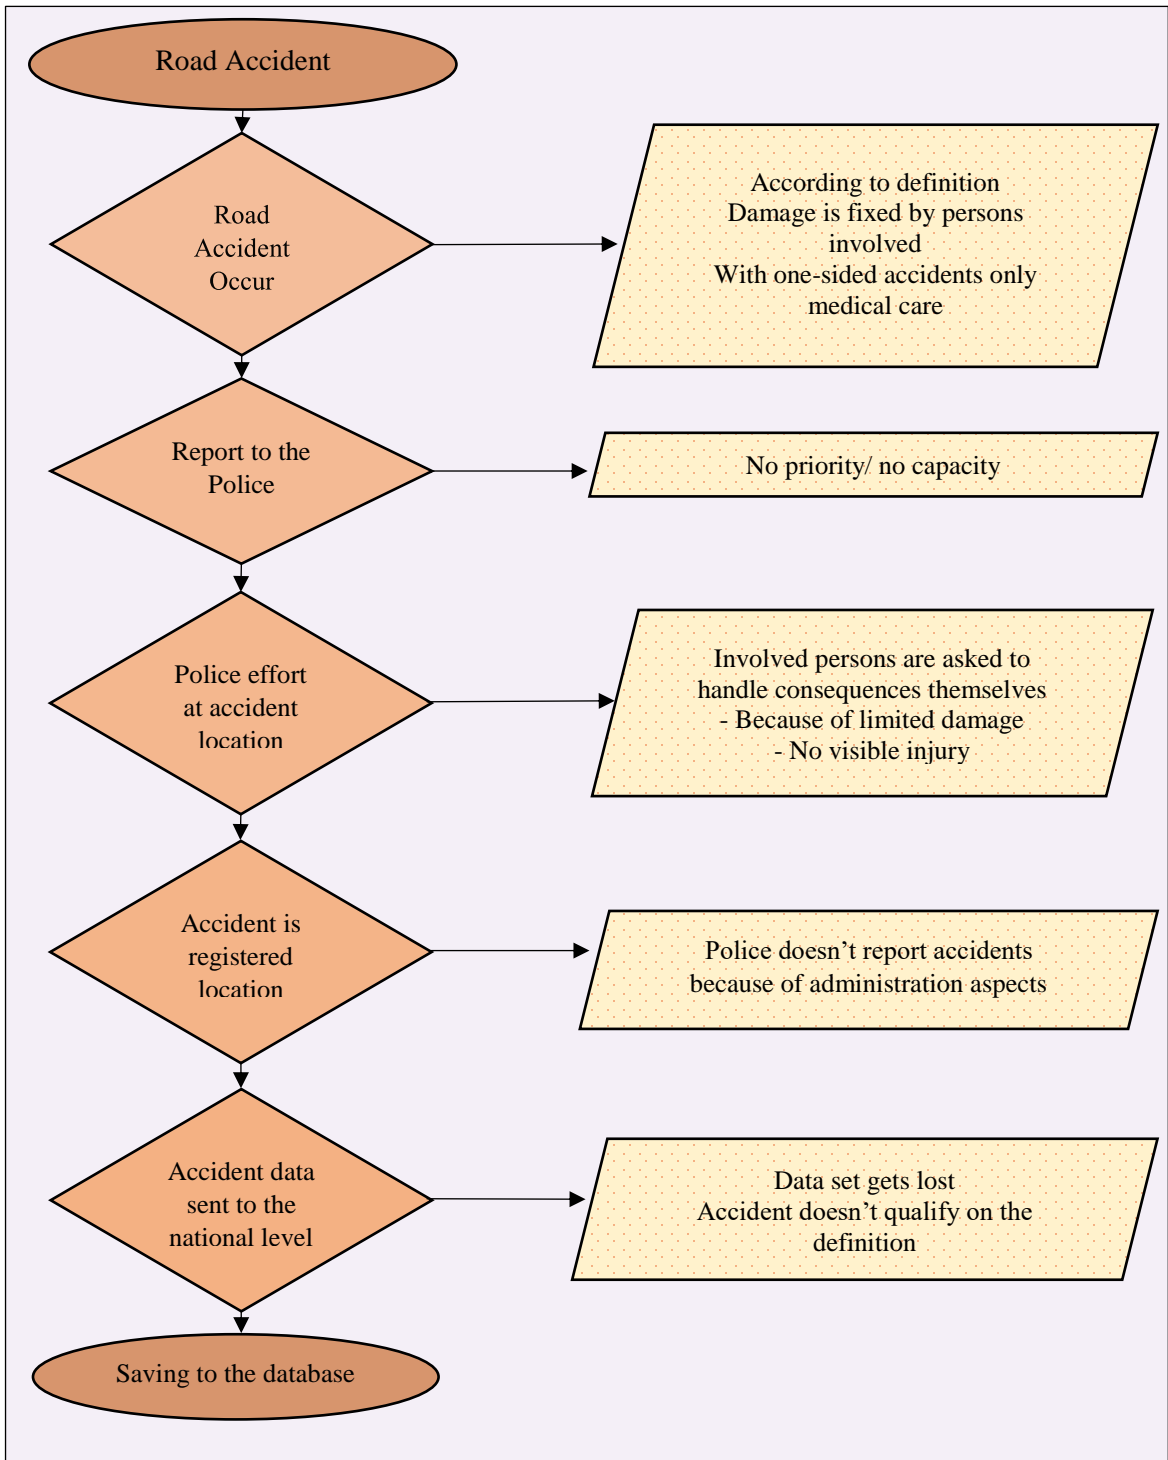 Road Accident
Road
Accident
Occur
According to definition
Damage is fixed by persons
involved
With one-sided accidents only
medical care
Report to the
Police
No priority/ no capacity
Police effort
at accident
location
Involved persons are asked to
handle consequences themselves
- Because of limited damage
- No visible injury
Accident is
registered
location
Police doesn’t report accidents
because of administration aspects
Accident data
sent to the
national level
Data set gets lost
Accident doesn’t qualify on the
definition
Saving to the database